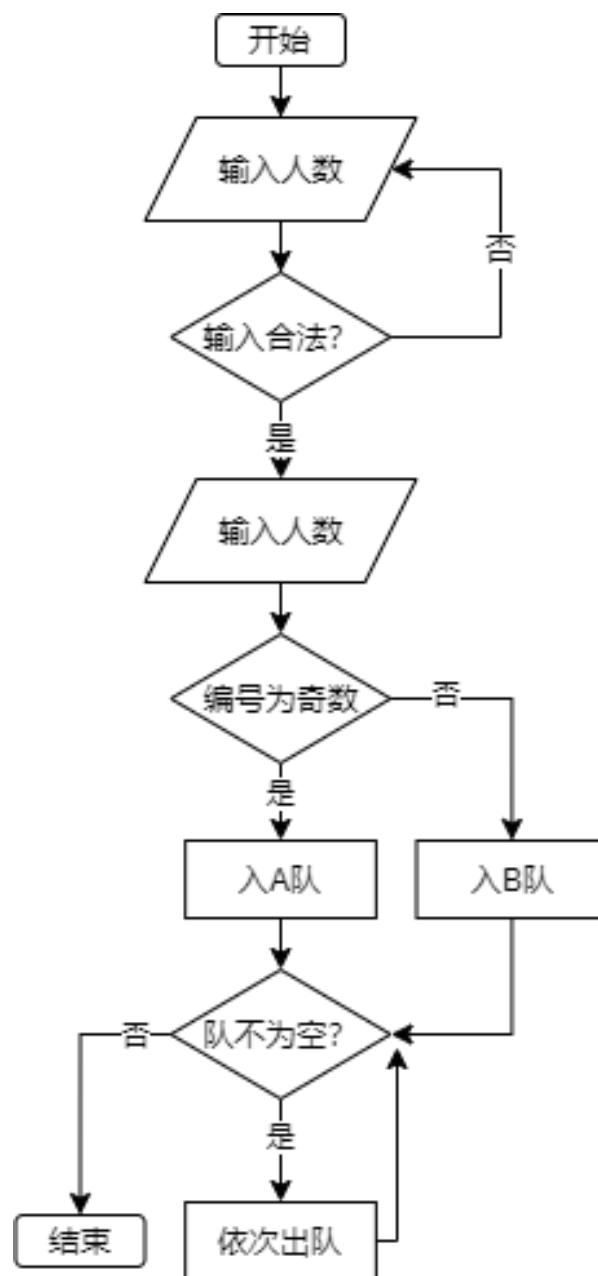 开始
输入人数
否
输入合法?
是
输入人数
编号为奇数
否
是
入A队
入B队
队不为空?
否
是
结束
依次出队